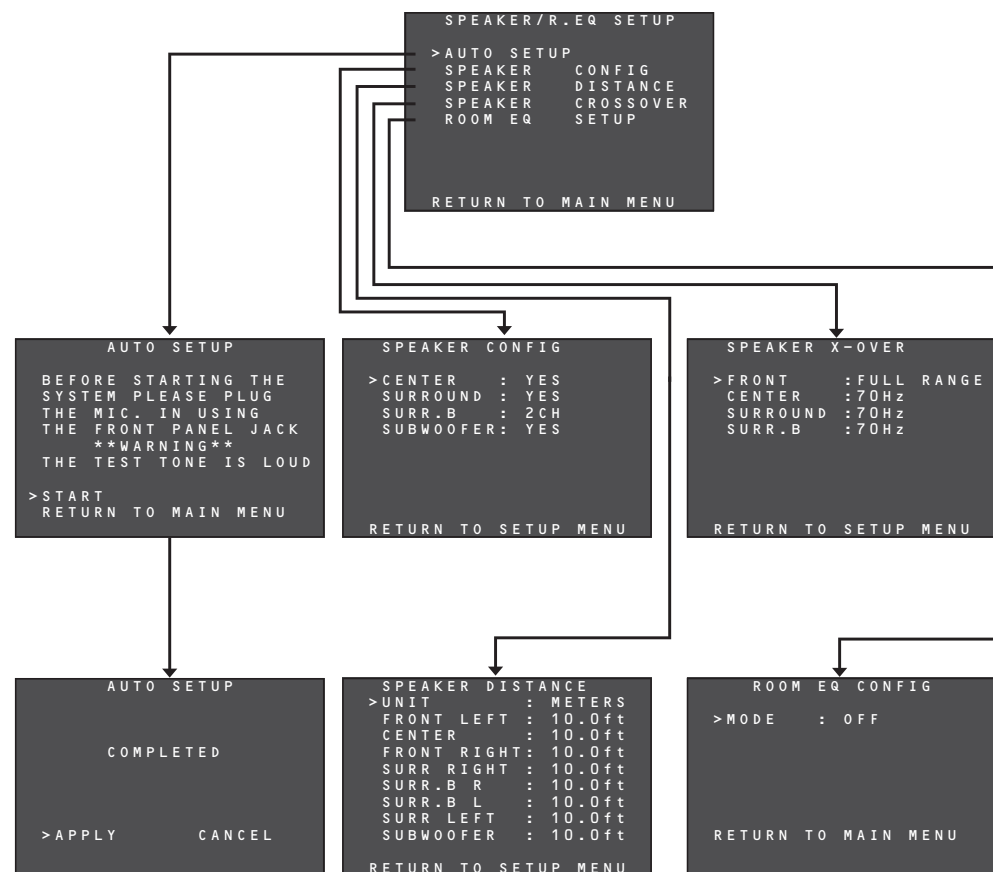 SPEAKER/R.EQ SETUP
>AUTO SETUP
SPEAKER CONFIG
SPEAKER DISTANCE
SPEAKER CROSSOVER
ROOM EQ SETUP
RETURN TO MAIN MENU
AUTO SETUP
BEFORE STARTING THE
SYSTEM PLEASE PLUG
THE MIC. IN USING
THE FRONT PANEL JACK
**WARNING**
THE TEST TONE IS LOUD
>START
RETURN TO MAIN MENU
SPEAKER CONFIG
>CENTER : YES
SURROUND : YES
SURR.B : 2CH
SUBWOOFER: YES
RETURN TO SETUP MENU
SPEAKER X-OVER
>FRONT :FULL RANGE
CENTER :70Hz
SURROUND :70Hz
SURR.B :70Hz
RETURN TO SETUP MENU
AUTO SETUP
COMPLETED
>APPLY CANCEL
SPEAKER DISTANCE
>UNIT : METERS
FRONT LEFT : 10.0ft
CENTER : 10.0ft
FRONT RIGHT: 10.0ft
SURR RIGHT : 10.0ft
SURR.B R : 10.0ft
SURR.B L : 10.0ft
SURR LEFT : 10.0ft
SUBWOOFER : 10.0ft
RETURN TO SETUP MENU
ROOM EQ CONFIG
>MODE : OFF
RETURN TO MAIN MENU